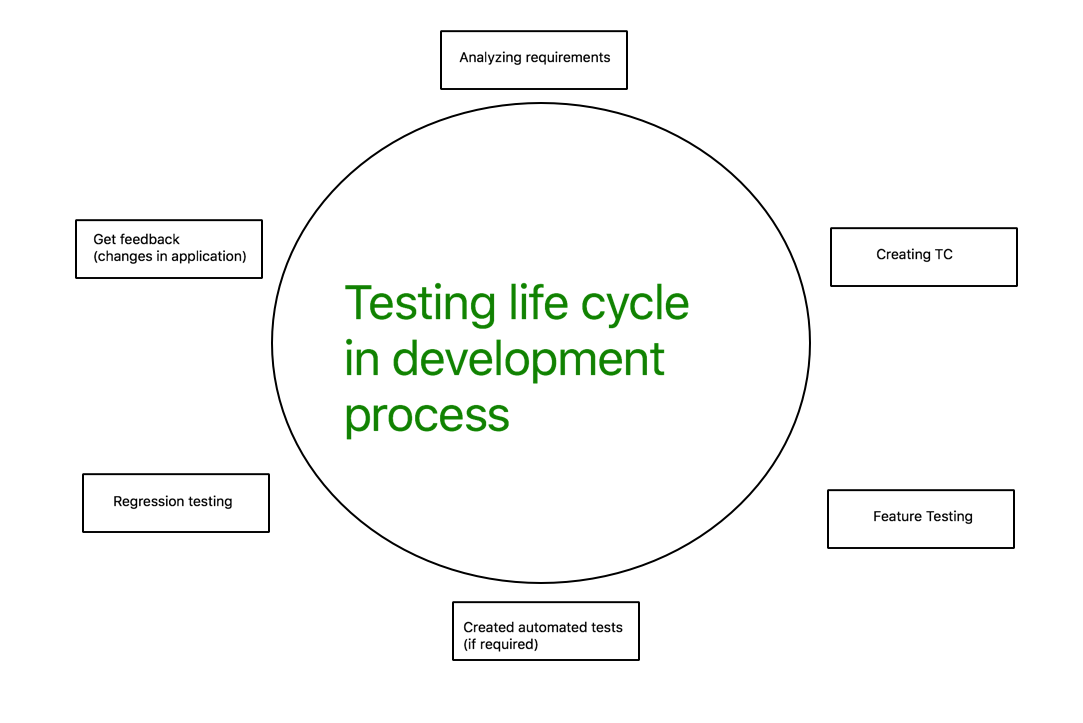 Analyzing requirements
Get feedback
(changes in application)
Creating TC
Testing life cycle
in development
process
Regression testing
Feature Testing
Created automated tests
(if required)